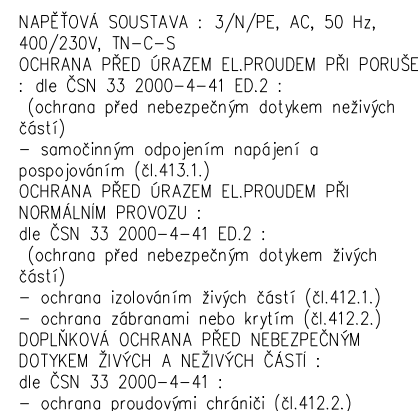 NAPĚŤOVÁ SOUSTAVA : 3/N/PE, AC, 50 Hz,
400/230V, TN-C-S
OCHRANA PŘED ÚRAZEM EL.PROUDEM PŘI PORUŠE
: dle ČSN 33 2000-4-41 ED.2 :
(ochrana před nebezpečným dotykem neživých
částí)
- samočinným odpojením napájení a
pospojováním (čl.413.1.)
OCHRANA PŘED ÚRAZEM EL.PROUDEM PŘI
NORMÁLNÍM PROVOZU :
dle ČSN 33 2000-4-41 ED.2 :
(ochrana před nebezpečným dotykem živých
částí)
- ochrana izolováním živých částí (čl.412.1.)
- ochrana zábranami nebo krytím (čl.412.2.)
DOPLŇKOVÁ OCHRANA PŘED NEBEZPEČNÝM
DOTYKEM ŽIVÝCH A NEŽIVÝCH ČÁSTÍ :
dle ČSN 33 2000-4-41 :
- ochrana proudovými chrániči (čl.412.2.)